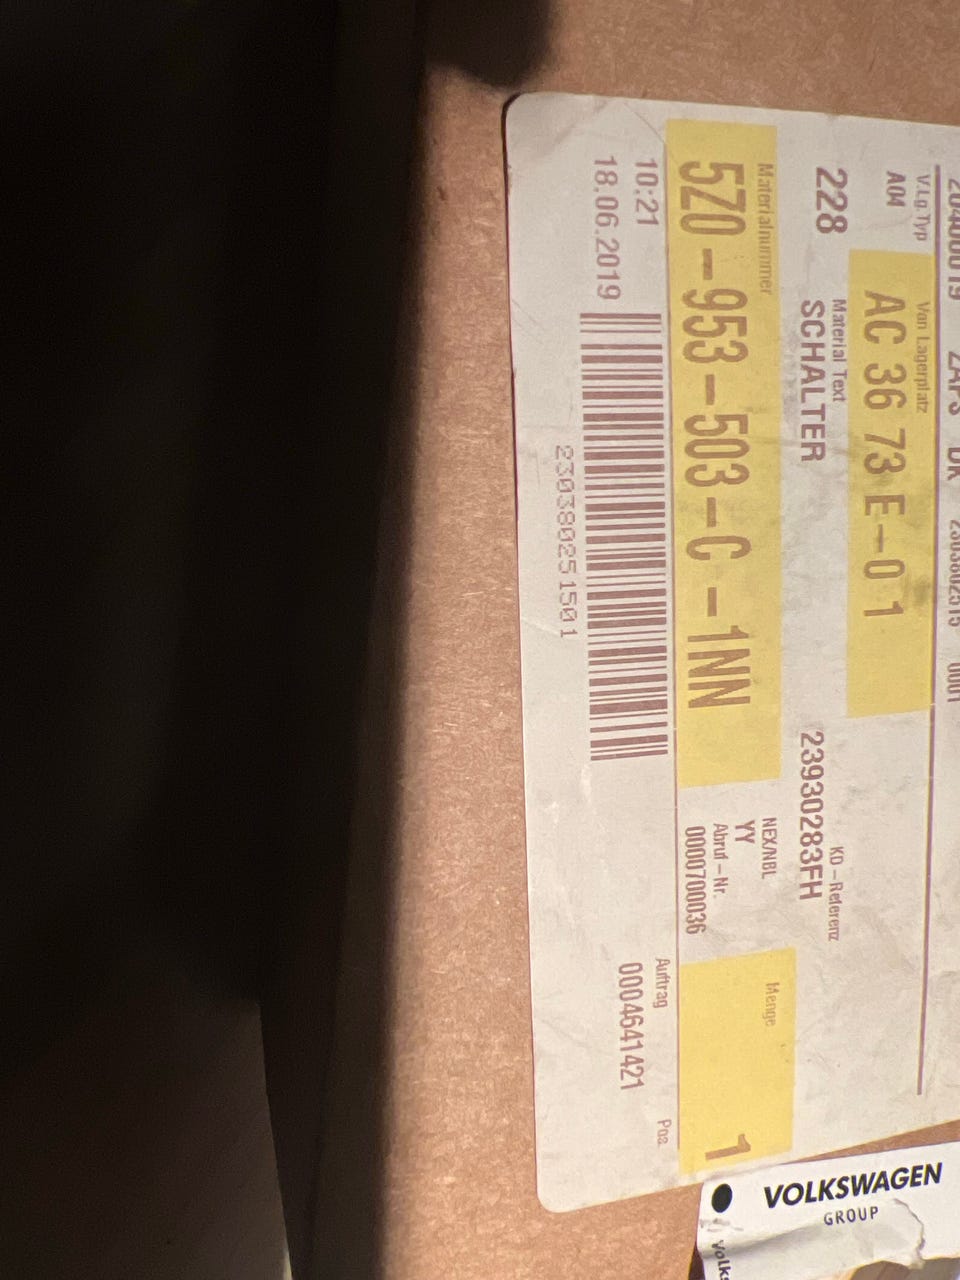 V.Lg.Typ Van Lagerplatz
A04 AC 36 73 E-0 1
228 Material Text KD-Referenz
SCHALTER 23930283FH
Materialnummer NEX/NBL Menge
5Z0-953-503-C-1NN YY 1
Abruf-Nr.
0000700036
10:21 Auftrag Pos.
18.06.2019 0004641421
230380251501
VOLKSWAGEN
GROUP